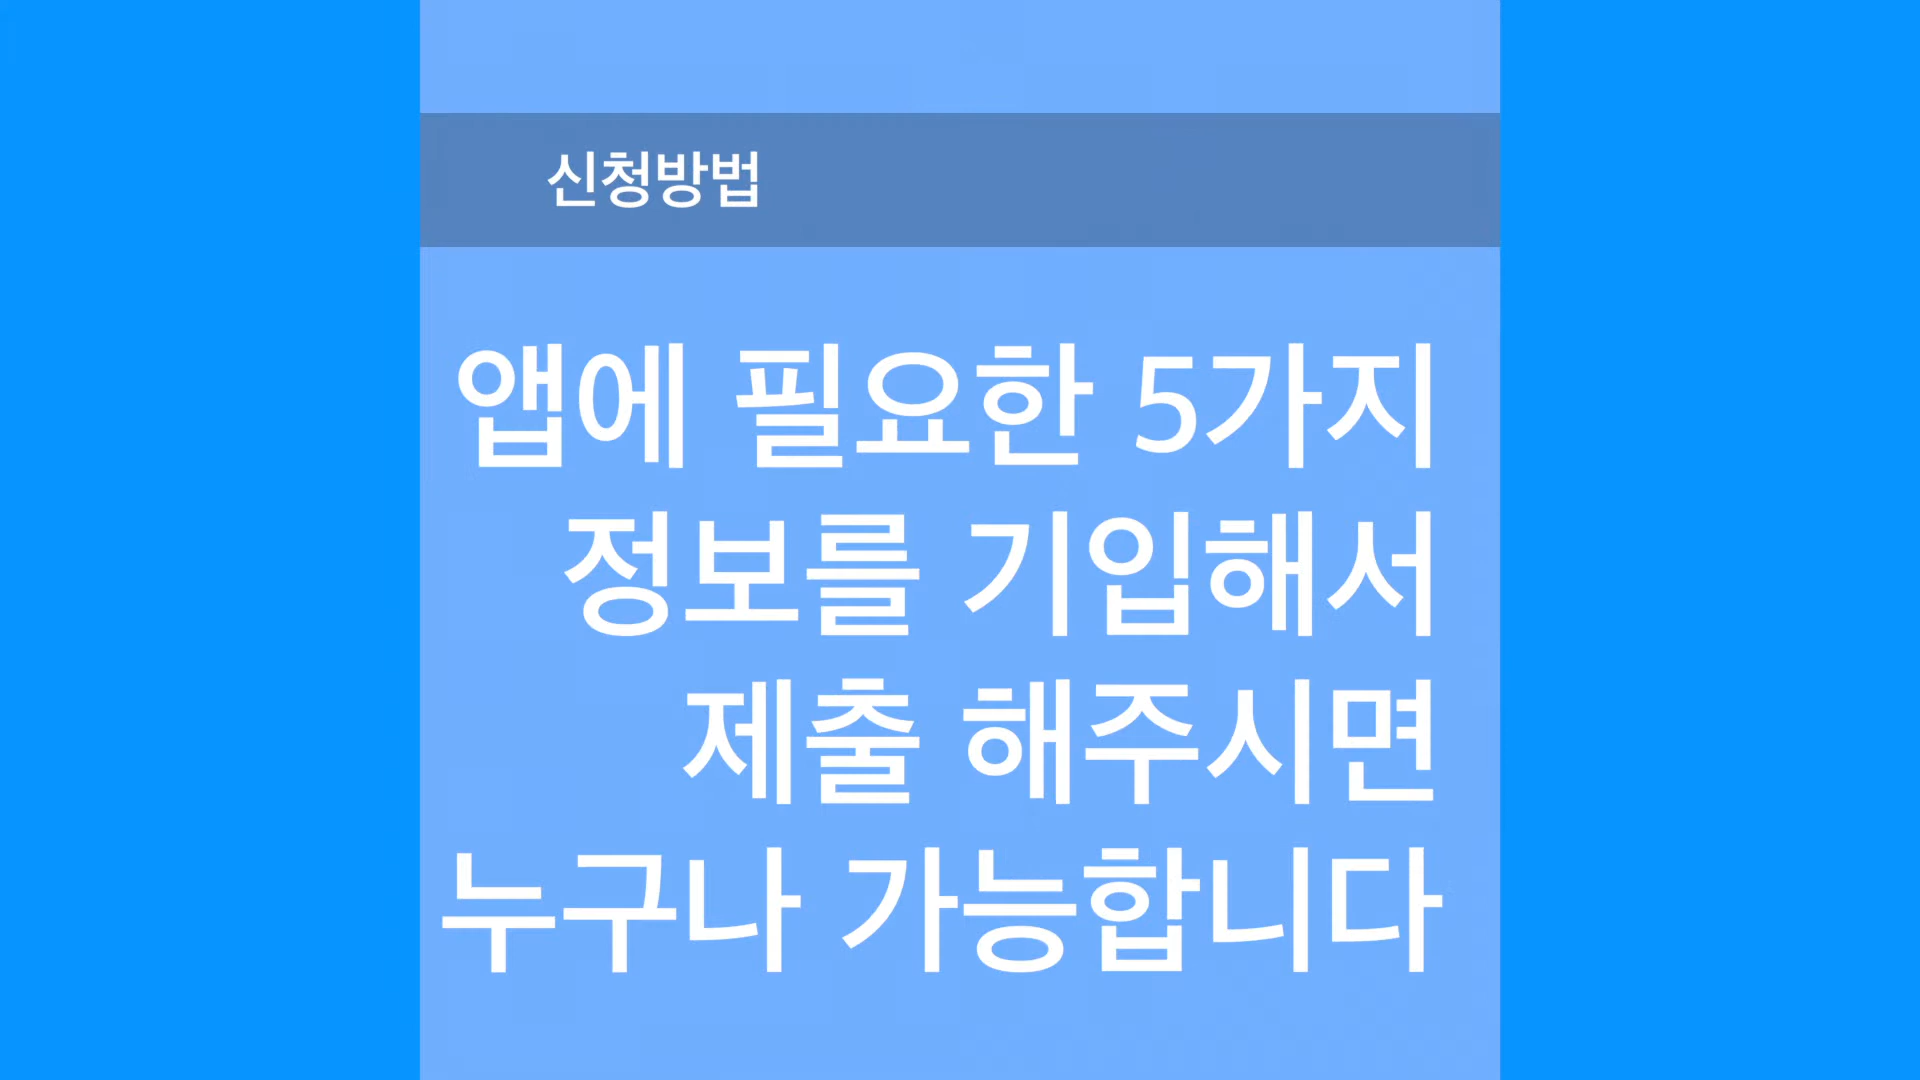 신청방법
앱에 필요한 5가지
정보를 기입해서
제출 해주시면
누구나 가능합니다